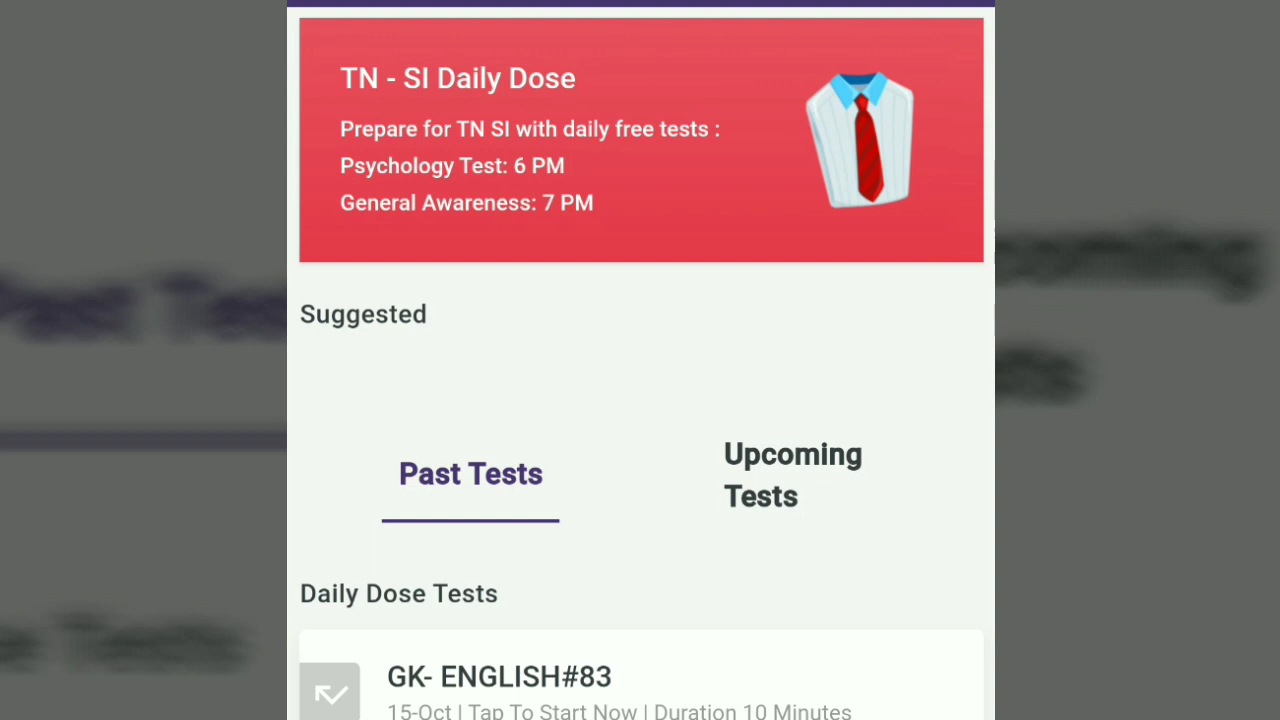 TN - SI Daily Dose
Prepare for TN SI with daily free tests :
Psychology Test: 6 PM
General Awareness: 7 PM
Suggested
Past Tests
Upcoming
Tests
Daily Dose Tests
GK- ENGLISH#83
15-Oct | Tap To Start Now | Duration 10 Minutes